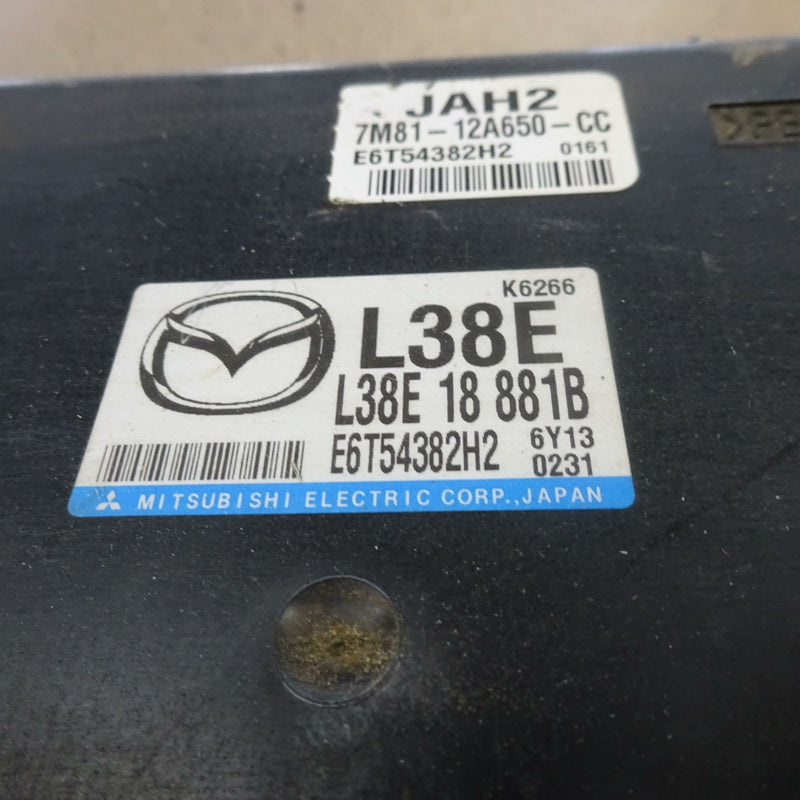 JAH2
7M81-12A650-CC
E6T54382H2 0161
K6266
L38E
L38E 18 881B
E6T54382H2 6Y13
0231
MITSUBISHI ELECTRIC CORP.,JAPAN